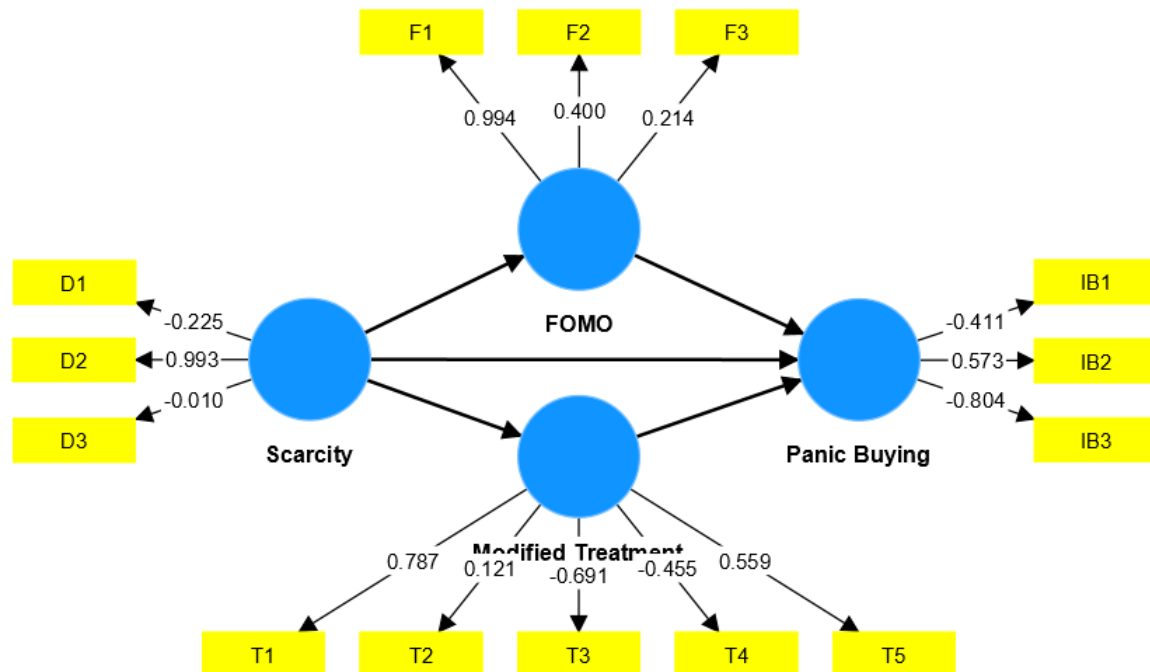 F1 F2 F3
0.994 0.400 0.214
D1
D2
D3
-0.225
0.993
-0.010
Scarcity
FOMO
Panic Buying
-0.411
0.573
-0.804
IB1
IB2
IB3
Modified Treatment
0.787 0.121 -0.691 -0.455 0.559
T1 T2 T3 T4 T5